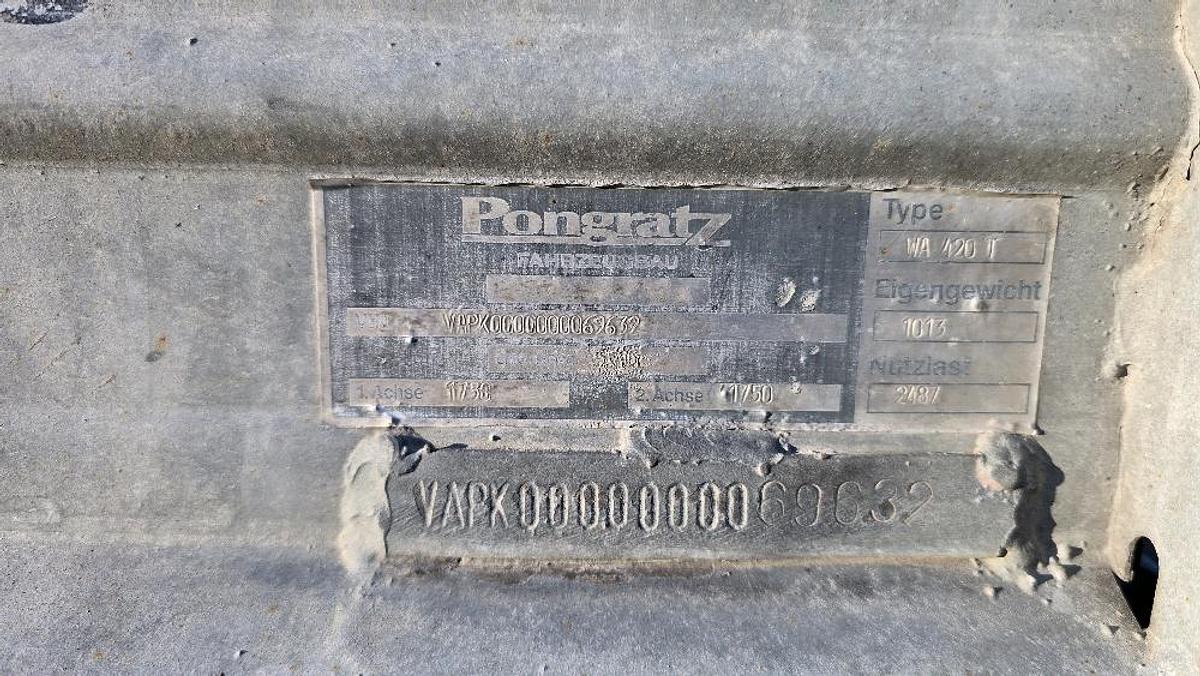 Pongratz
FAHRZEUGBAU
VAPK0000000069632
1. Achse 1750
2. Achse 1750
Type
WA 420 T
Eigengewicht
1013
Nutzlast
2487
VAPK0000000069632